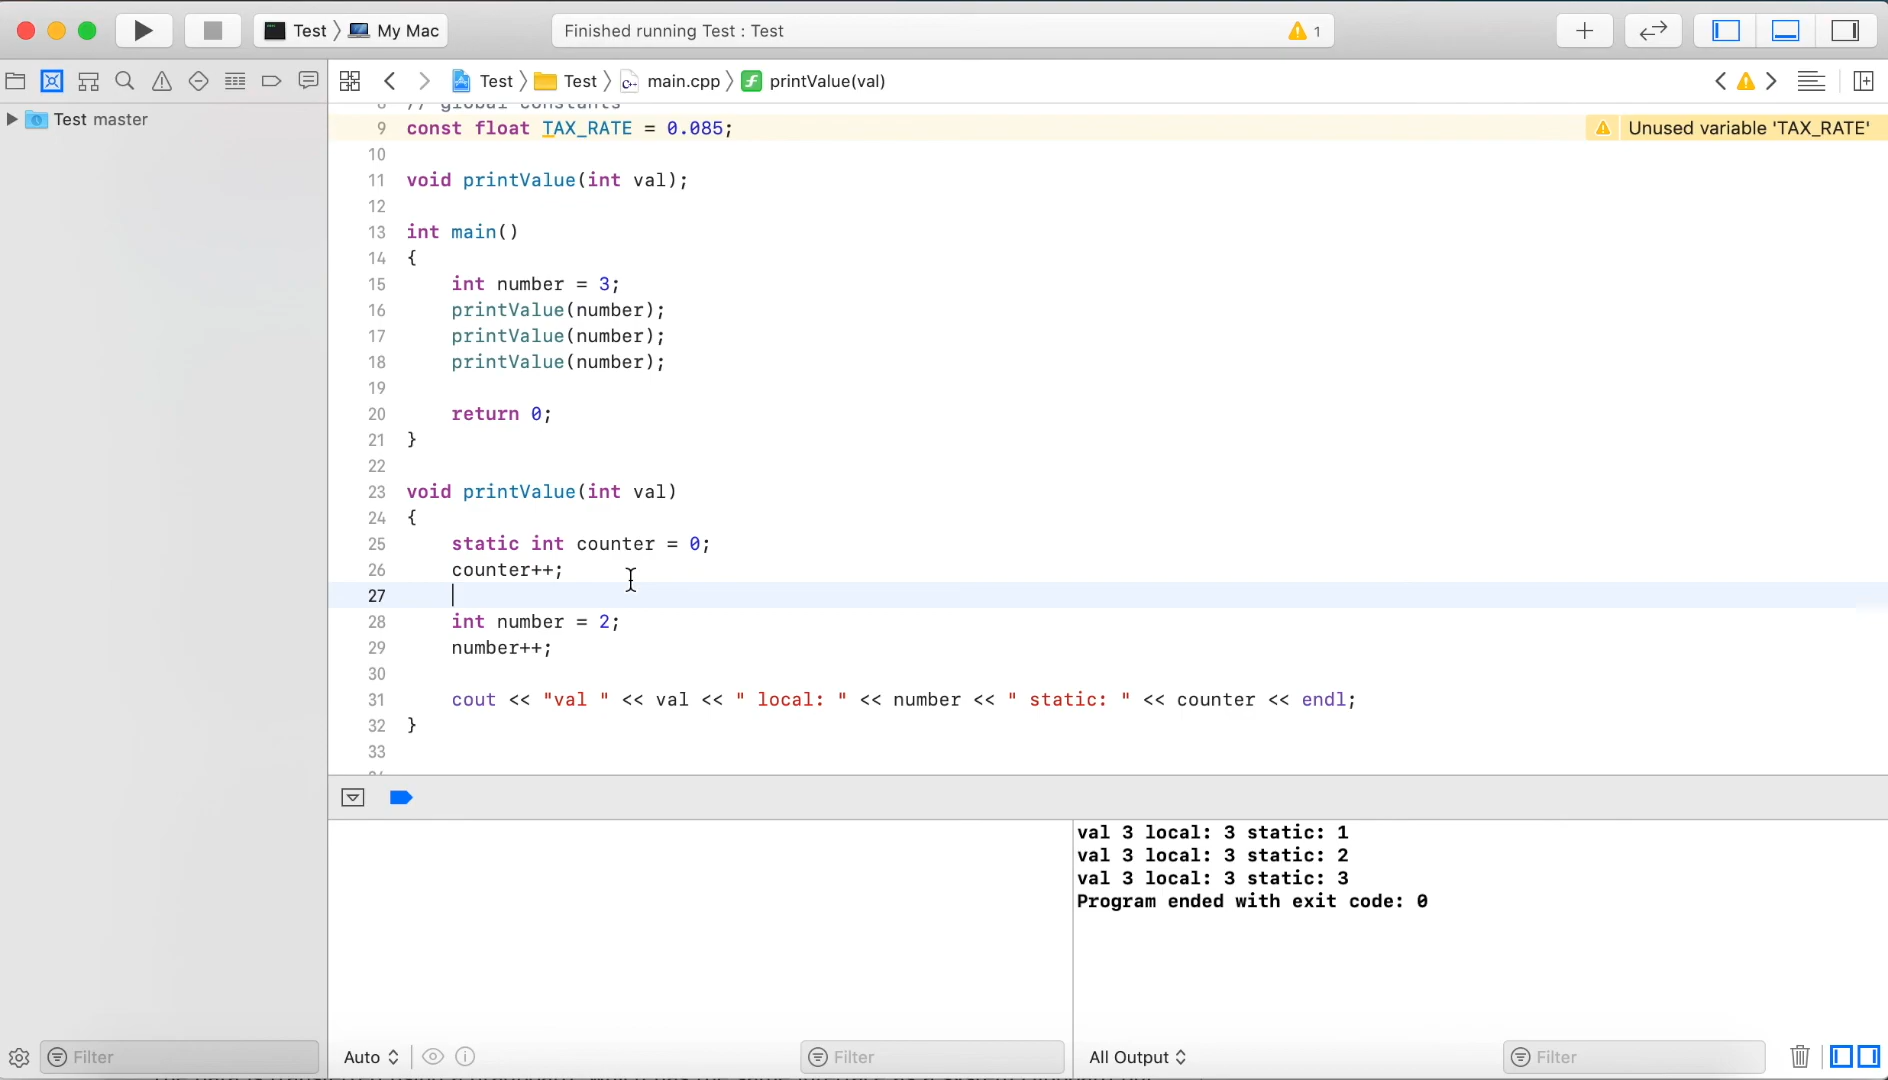 Test My Mac
Finished running Test : Test
1
Test Test main.cpp printValue(val)
Test master
8 // global constants
9 const float TAX_RATE = 0.085;
Unused variable 'TAX_RATE'
10
11 void printValue(int val);
12
13 int main()
14 {
15 int number = 3;
16 printValue(number);
17 printValue(number);
18 printValue(number);
19
20 return 0;
21 }
22
23 void printValue(int val)
24 {
25 static int counter = 0;
26 counter++;
27
28 int number = 2;
29 number++;
30
31 cout << "val " << val << " local: " << number << " static: " << counter << endl;
32 }
33
val 3 local: 3 static: 1
val 3 local: 3 static: 2
val 3 local: 3 static: 3
Program ended with exit code: 0
Filter
Auto
Filter
All Output
Filter